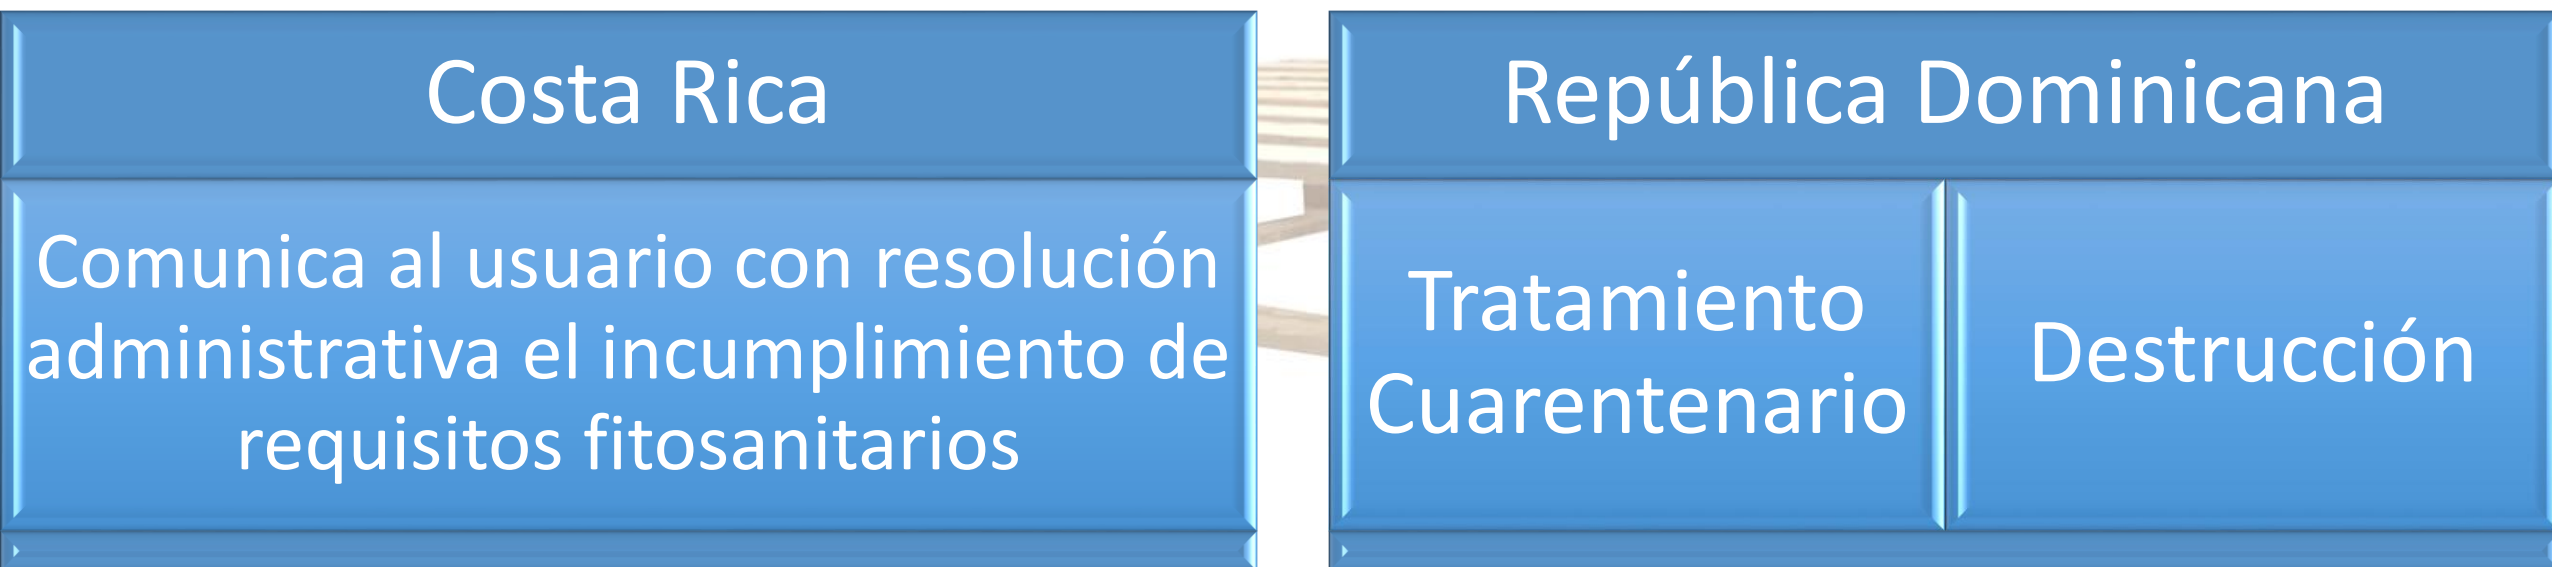 Costa Rica
Comunica al usuario con resolución
administrativa el incumplimiento de
requisitos fitosanitarios
República Dominicana
Tratamiento
Cuarentenario
Destrucción